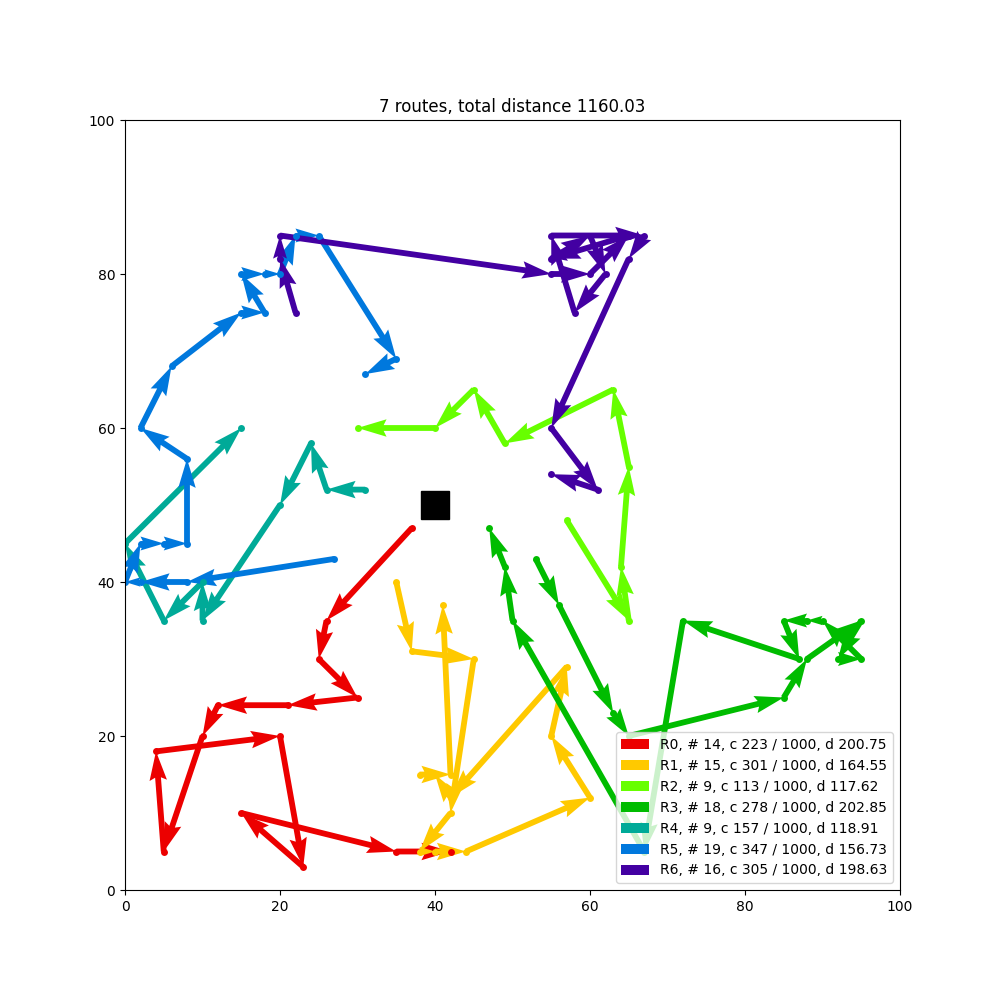 7 routes, total distance 1160.03
100
80
60
40
20
0
R0, # 14, c 223 / 1000, d 200.75
R1, # 15, c 301 / 1000, d 164.55
R2, # 9, c 113 / 1000, d 117.62
R3, # 18, c 278 / 1000, d 202.85
R4, # 9, c 157 / 1000, d 118.91
R5, # 19, c 347 / 1000, d 156.73
R6, # 16, c 305 / 1000, d 198.63
0 20 40 60 80 100